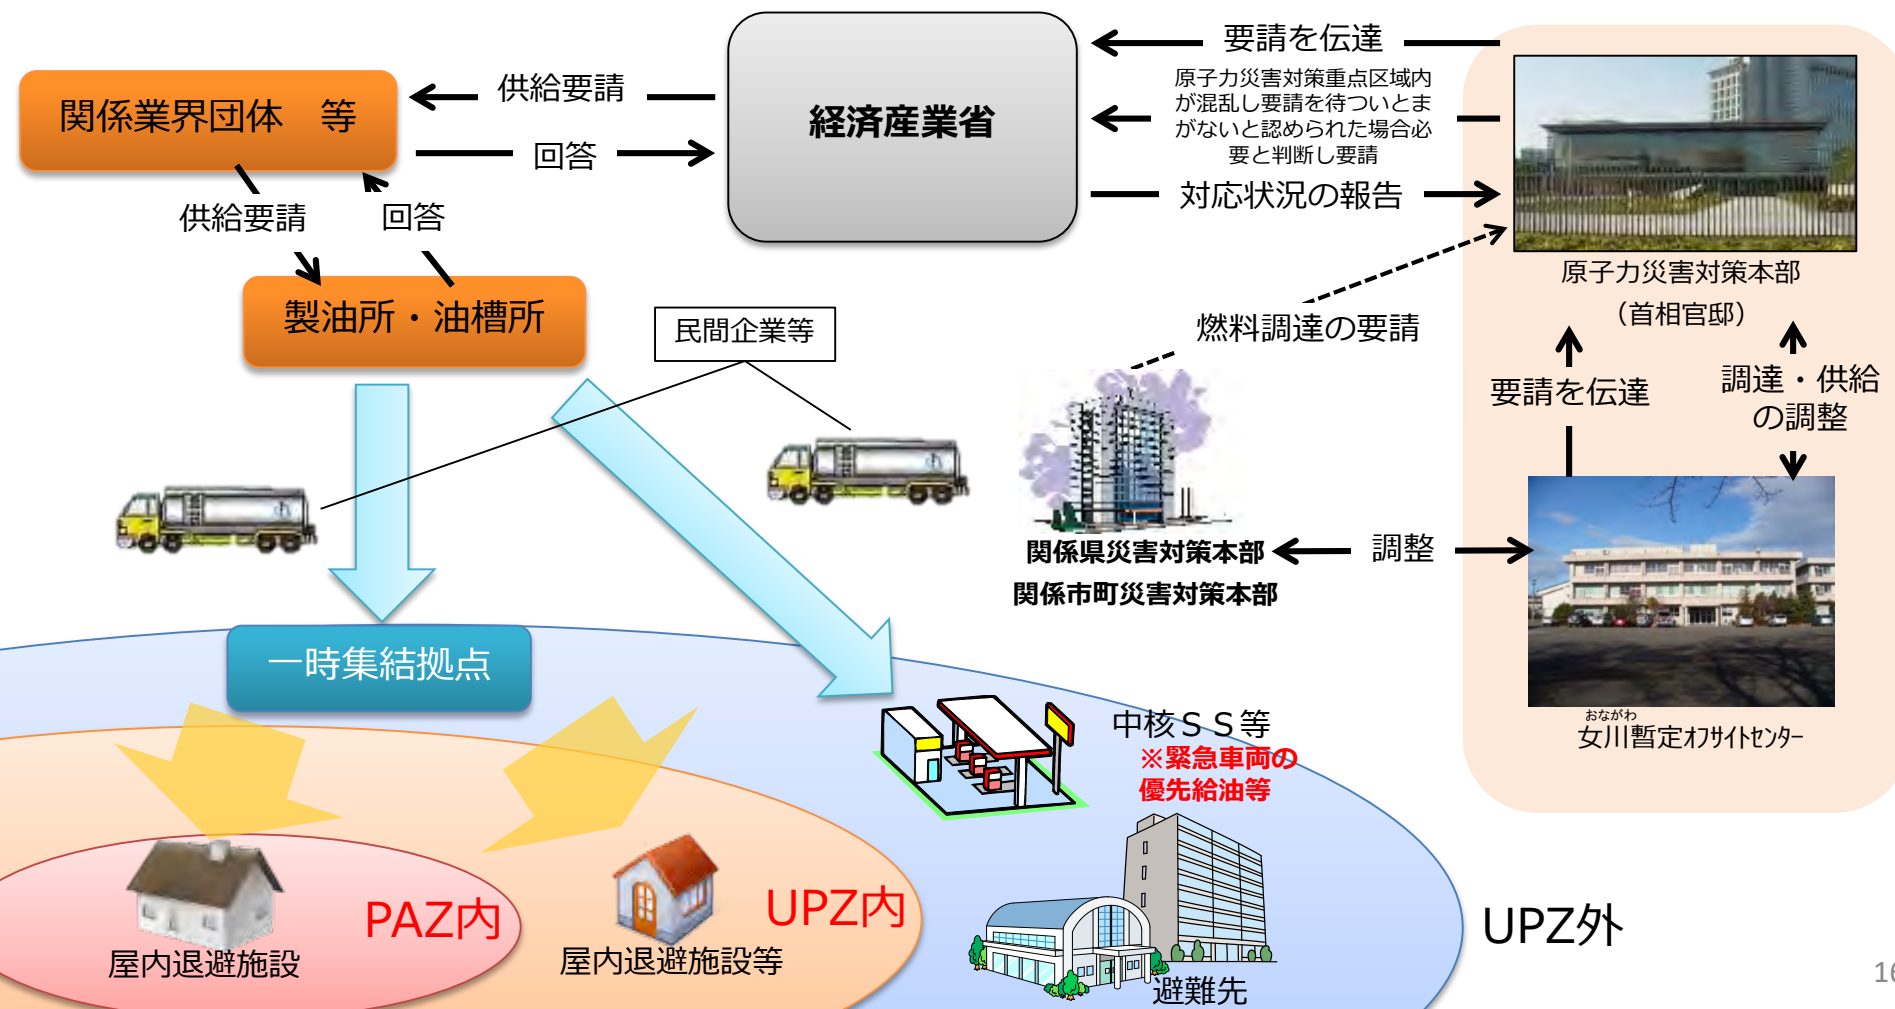 要請を伝達
原子力災害対策重点区域内
が混乱し要請を待ついとま
がないと認められた場合必
要と判断し要請
対応状況の報告
関係業界団体　等
供給要請
回答
経済産業省
供給要請
回答
製油所・油槽所
民間企業等
燃料調達の要請
原子力災害対策本部
（首相官邸）
要請を伝達
調達・供給
の調整
関係県災害対策本部
関係市町災害対策本部
調整
おながわ
女川暫定ｵﾌｻｲﾄｾﾝﾀｰ
一時集結拠点
中核ＳＳ等
※緊急車両の
優先給油等
PAZ内
屋内退避施設
UPZ内
屋内退避施設等
避難先
UPZ外
16